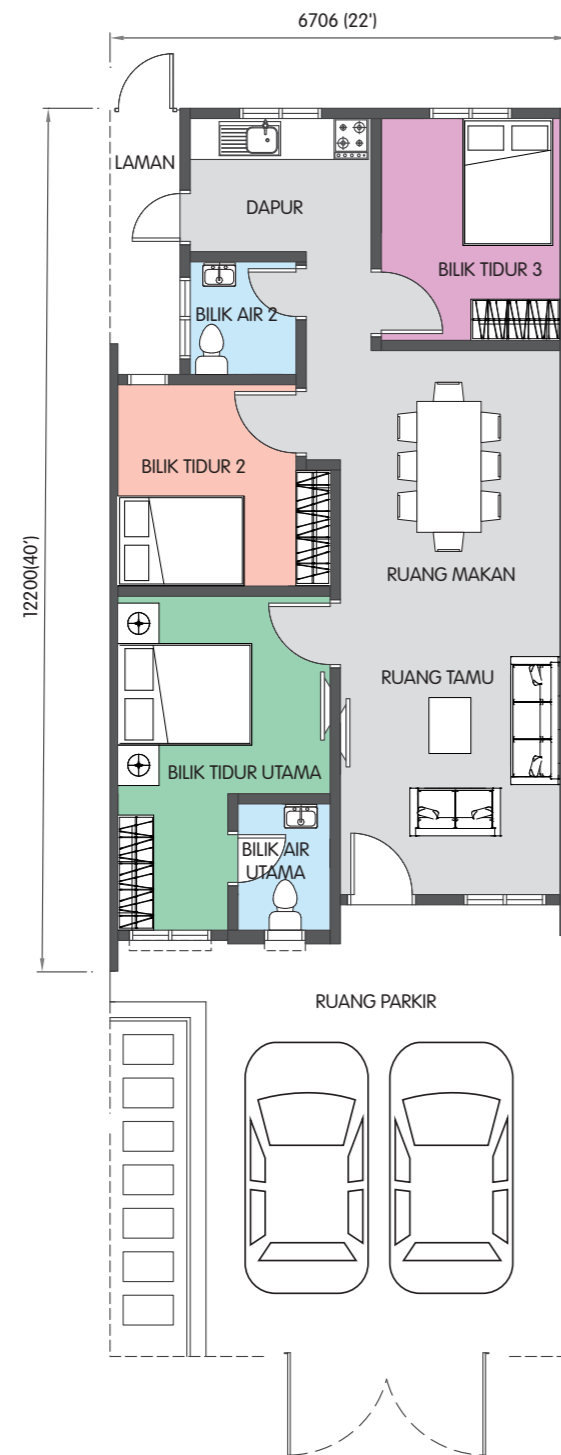 6706 (22')
LAMAN
DAPUR
BILIK TIDUR 3
BILIK AIR 2
BILIK TIDUR 2
12200(40')
RUANG MAKAN
RUANG TAMU
BILIK TIDUR UTAMA
BILIK AIR
UTAMA
RUANG PARKIR